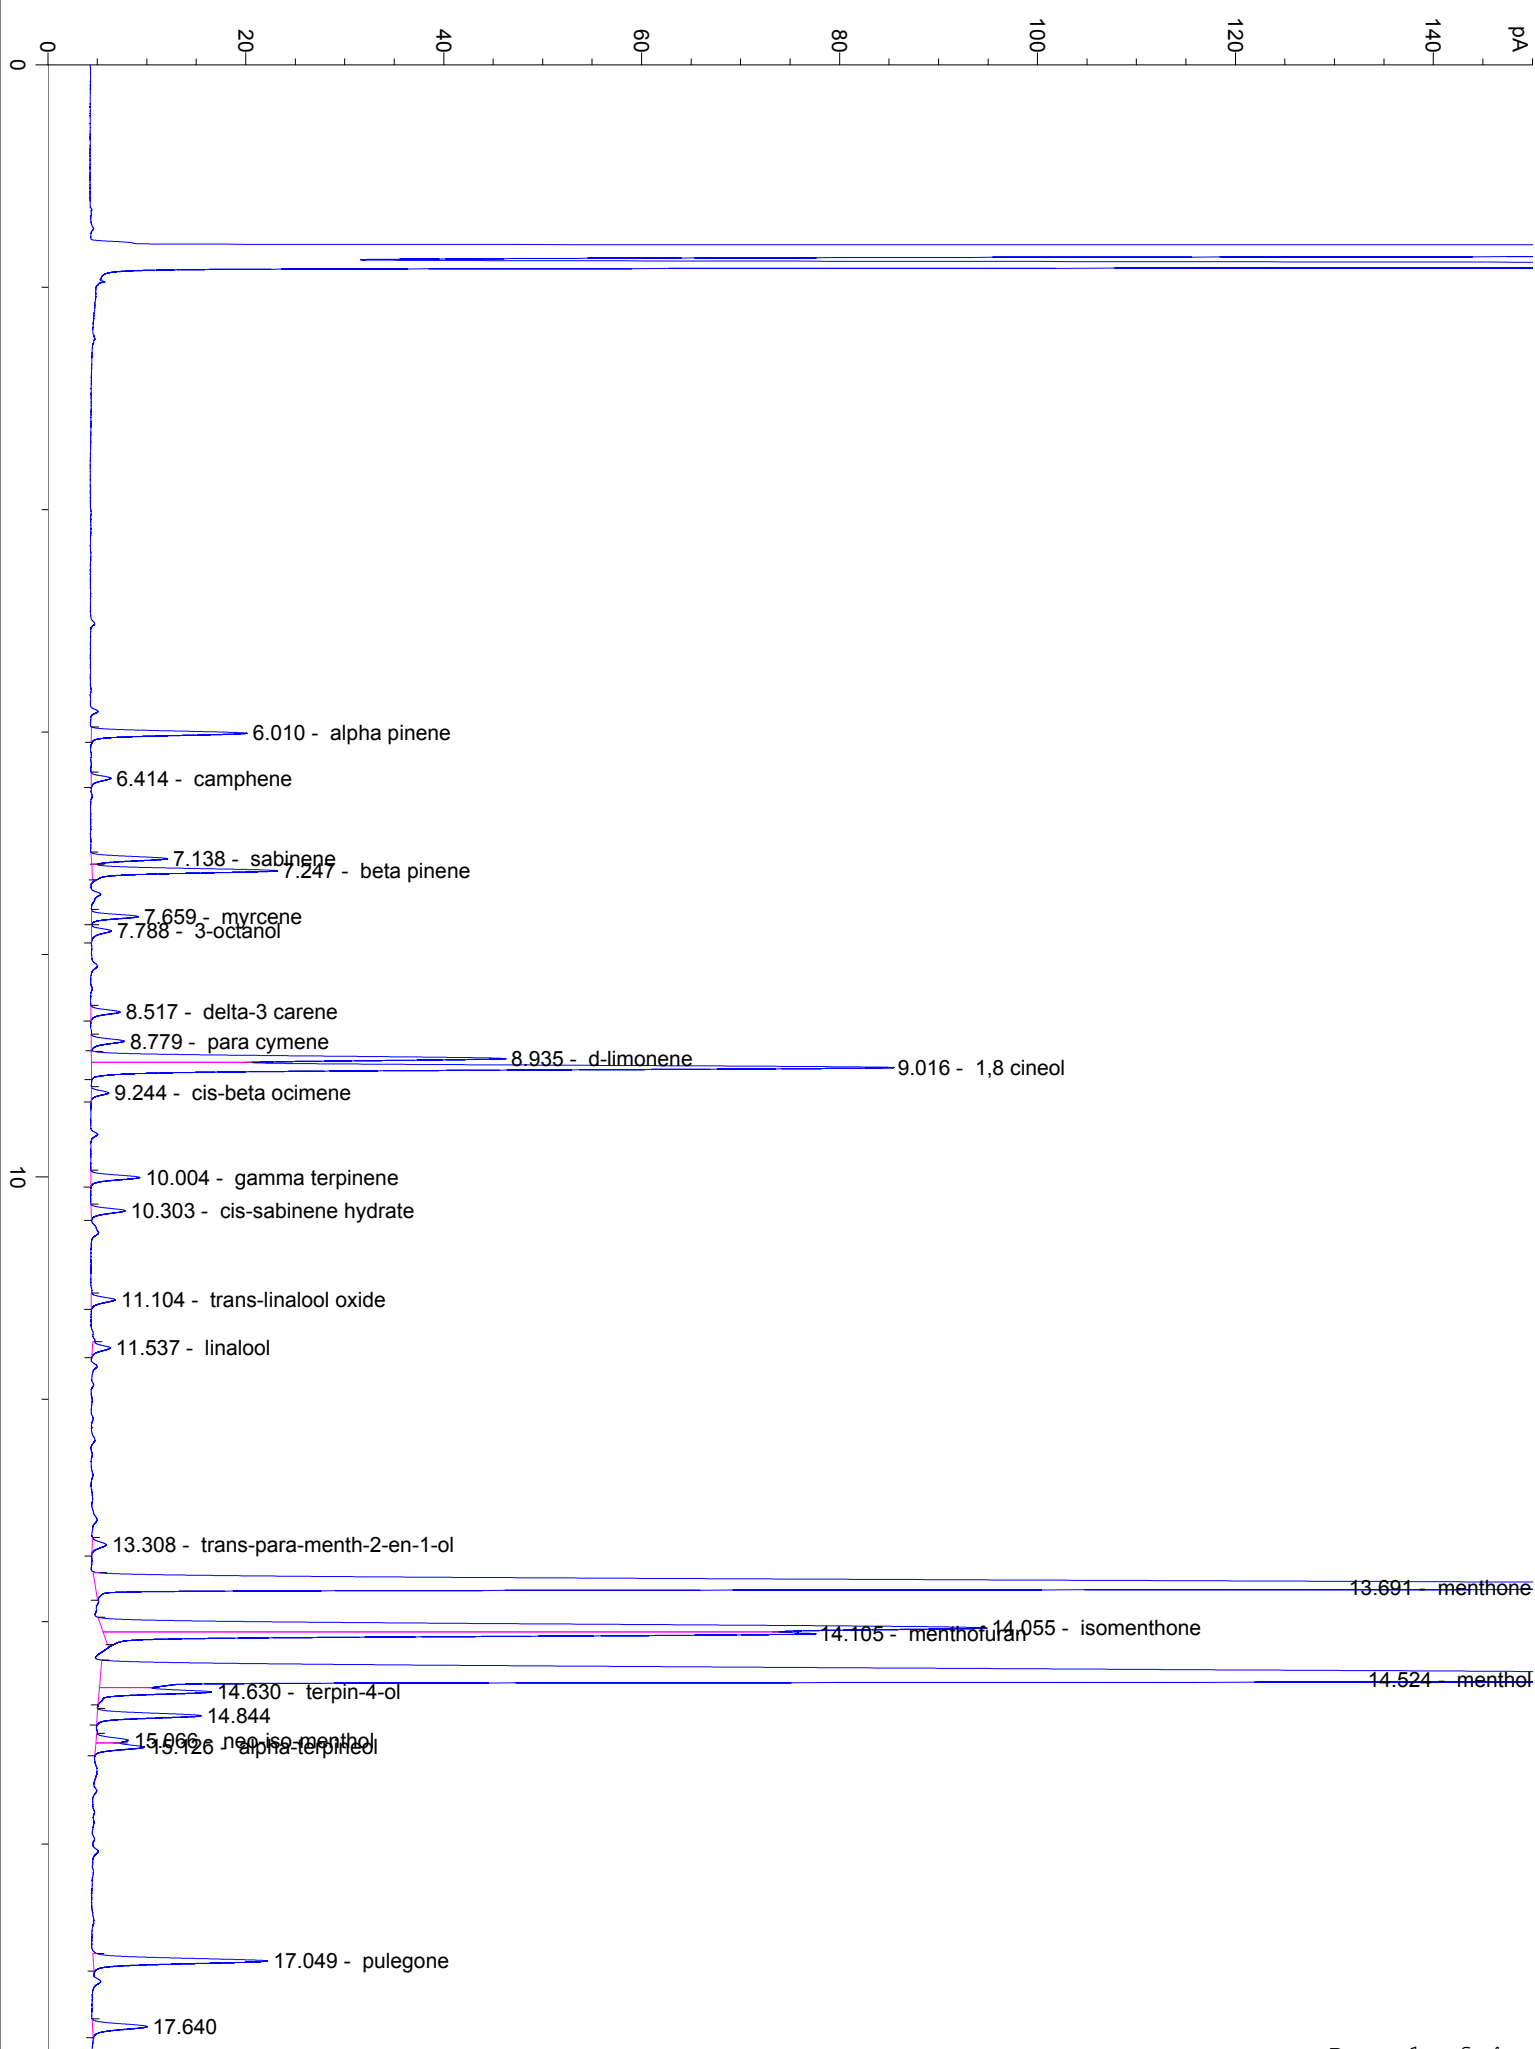 pA
0
20
40
60
80
100
120
140
0
6.010 - alpha pinene
6.414 - camphene
7.138 - sabinene
7.247 - beta pinene
7.659 - myrcene
7.788 - 3-octanol
8.517 - delta-3 carene
8.779 - para cymene
8.935 - d-limonene
9.016 - 1,8 cineol
9.244 - cis-beta ocimene
10
10.004 - gamma terpinene
10.303 - cis-sabinene hydrate
11.104 - trans-linalool oxide
11.537 - linalool
13.308 - trans-para-menth-2-en-1-ol
13.691 - menthone
14.055 - isomenthone
14.105 - menthofuran
14.524 - menthol
14.630 - terpin-4-ol
14.844
15.066 - neo-iso-menthol
15.126 - alpha-terpineol
17.049 - pulegone
17.640